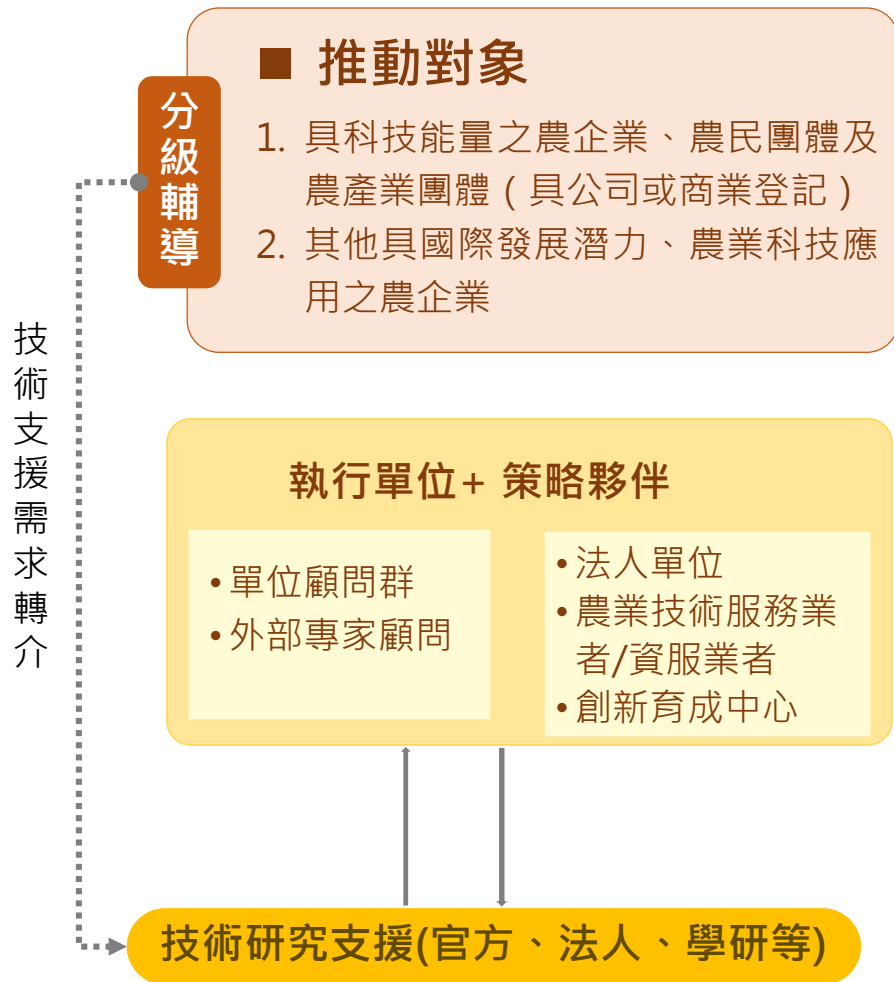 ■ 推動對象
分級輔導
1. 具科技能量之農企業、農民團體及
農產業團體（具公司或商業登記）
2. 其他具國際發展潛力、農業科技應
用之農企業
技術支援需求轉介
執行單位+ 策略夥伴
•單位顧問群
•外部專家顧問
•法人單位
•農業技術服務業
者/資服業者
•創新育成中心
技術研究支援(官方、法人、學研等)